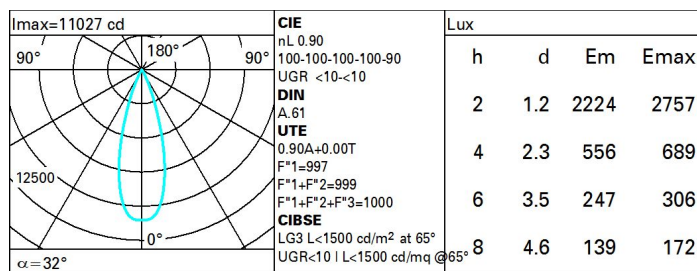 Imax=11027 cd
90° 180° 90°
12500
0°
α=32°
CIE
nL 0.90
100-100-100-100-90
UGR <10-<10
DIN
A.61
UTE
0.90A+0.00T
F"1=997
F"1+F"2=999
F"1+F"2+F"3=1000
CIBSE
LG3 L<1500 cd/m² at 65°
UGR<10 | L<1500 cd/mq @65°
Lux
h d Em Emax
2 1.2 2224 2757
4 2.3 556 689
6 3.5 247 306
8 4.6 139 172